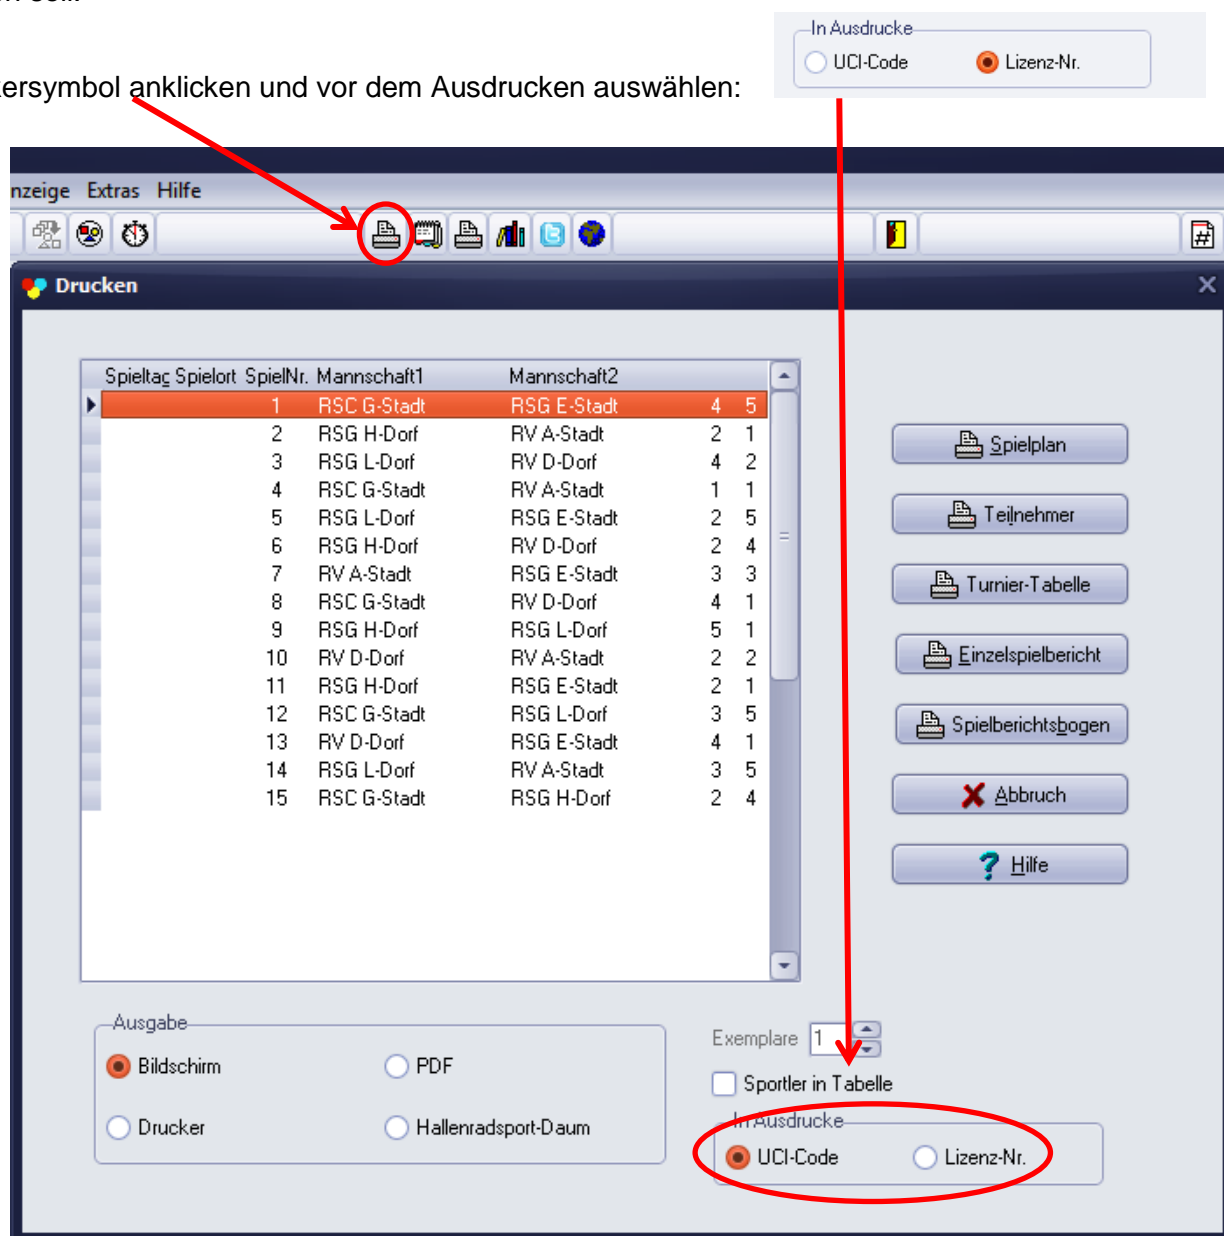 In Ausdrucke
UCI-Code Lizenz-Nr.
ersymbol anklicken und vor dem Ausdrucken auswählen:
nzeige Extras Hilfe
Drucken
Spieltag Spielort SpielNr. Mannschaft1 Mannschaft2
1 RSC G-Stadt RSG E-Stadt 4 5
2 RSG H-Dorf RV A-Stadt 2 1
3 RSG L-Dorf RV D-Dorf 4 2
4 RSC G-Stadt RV A-Stadt 1 1
5 RSG L-Dorf RSG E-Stadt 2 5
6 RSG H-Dorf RV D-Dorf 2 4
7 RV A-Stadt RSG E-Stadt 3 3
8 RSC G-Stadt RV D-Dorf 4 1
9 RSG H-Dorf RSG L-Dorf 5 1
10 RV D-Dorf RV A-Stadt 2 2
11 RSG H-Dorf RSG E-Stadt 2 1
12 RSC G-Stadt RSG L-Dorf 3 5
13 RV D-Dorf RSG E-Stadt 4 1
14 RSG L-Dorf RV A-Stadt 3 5
15 RSC G-Stadt RSG H-Dorf 2 4
Spielplan
Teilnehmer
Turnier-Tabelle
Einzelspielbericht
Spielberichtsbogen
Abbruch
Hilfe
Ausgabe
Bildschirm PDF
Drucker Hallenradsport-Daum
Exemplare 1
Sportler in Tabelle
In Ausdrucke
UCI-Code Lizenz-Nr.